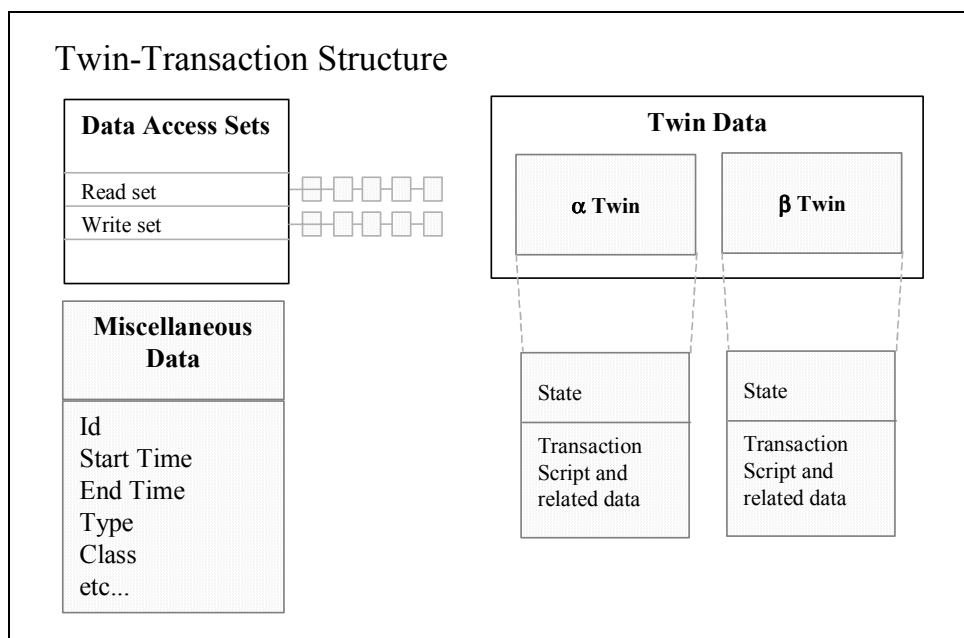 Twin-Transaction Structure
Data Access Sets
Read set
Write set
Miscellaneous
Data
Id
Start Time
End Time
Type
Class
etc...
Twin Data
α Twin
β Twin
State
Transaction
Script and
related data
State
Transaction
Script and
related data